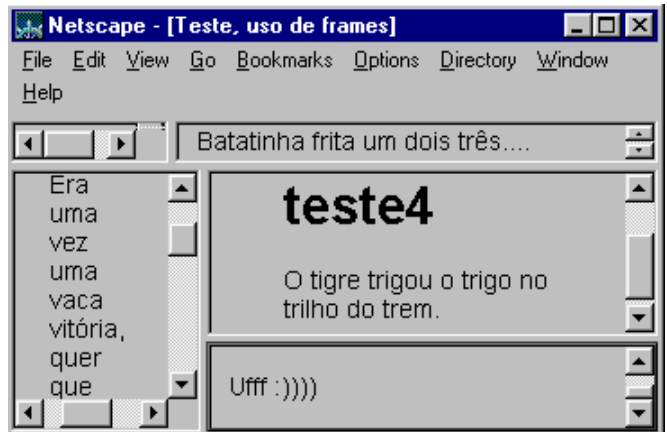 Netscape - [Teste, uso de frames]
File Edit View Go Bookmarks Options Directory Window
Help
Batatinha frita um dois três....
Era
uma
vez
uma
vaca
vitória,
quer
que
teste4
O tigre trigou o trigo no
trilho do trem.
Ufff :))))